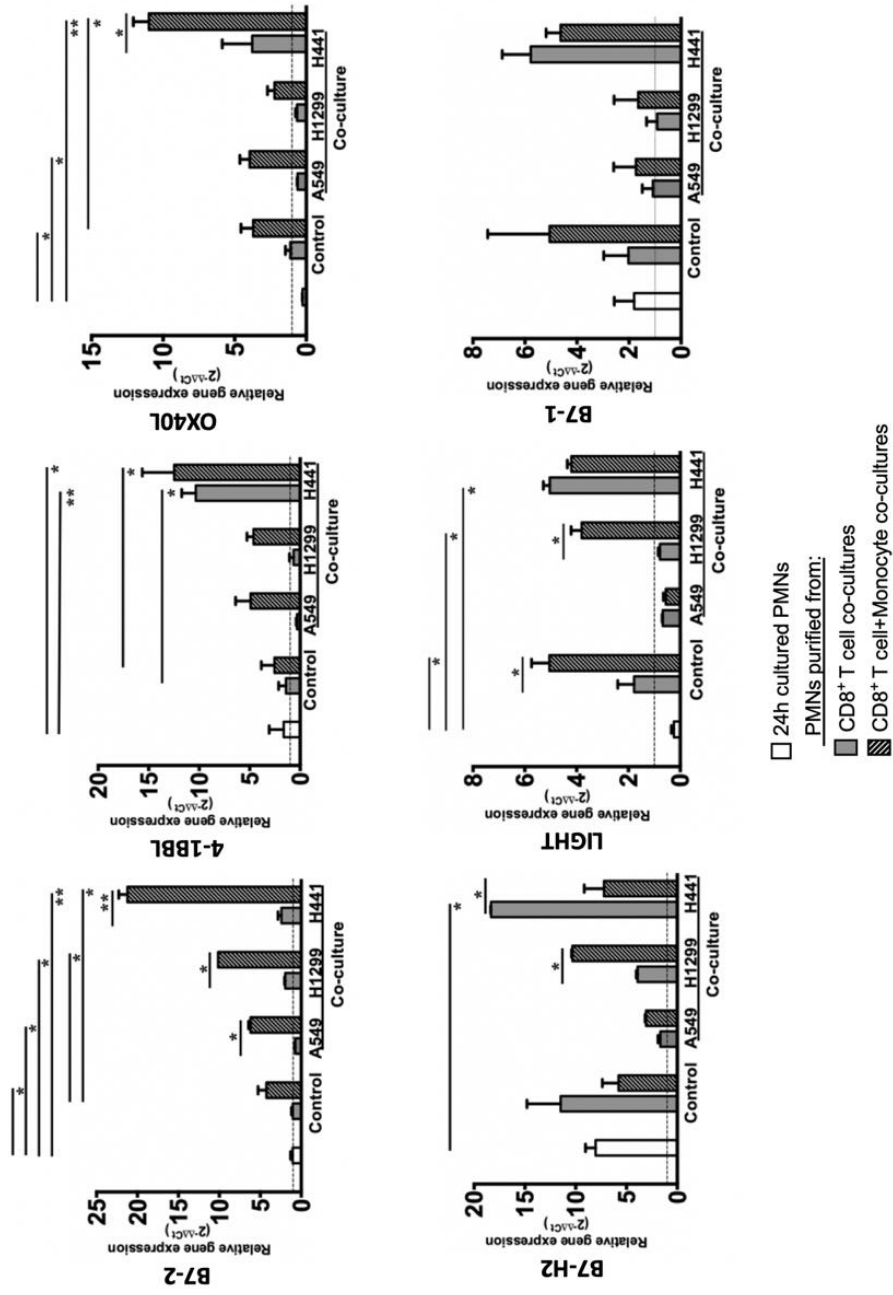 B7-2
Relative gene expression
(2-ΔΔCt)
25
20
15
10
5
0
*
*
*
**
*
*
*
*
**
Control A549 H1299 H441
Co-culture
4-1BBL
Relative gene expression
(2-ΔΔCt)
20
15
10
5
0
*
**
*
*
Control A549 H1299 H441
Co-culture
OX40L
Relative gene expression
(2-ΔΔCt)
15
10
5
0
*
*
**
*
*
Control A549 H1299 H441
Co-culture
B7-H2
Relative gene expression
(2-ΔΔCt)
20
15
10
5
0
*
*
*
Control A549 H1299 H441
Co-culture
LIGHT
Relative gene expression
(2-ΔΔCt)
8
6
4
2
0
*
*
*
*
*
Control A549 H1299 H441
Co-culture
B7-1
Relative gene expression
(2-ΔΔCt)
8
6
4
2
0
Control A549 H1299 H441
Co-culture
24h cultured PMNs
PMNs purified from:
CD8+ T cell co-cultures
CD8+ T cell+Monocyte co-cultures